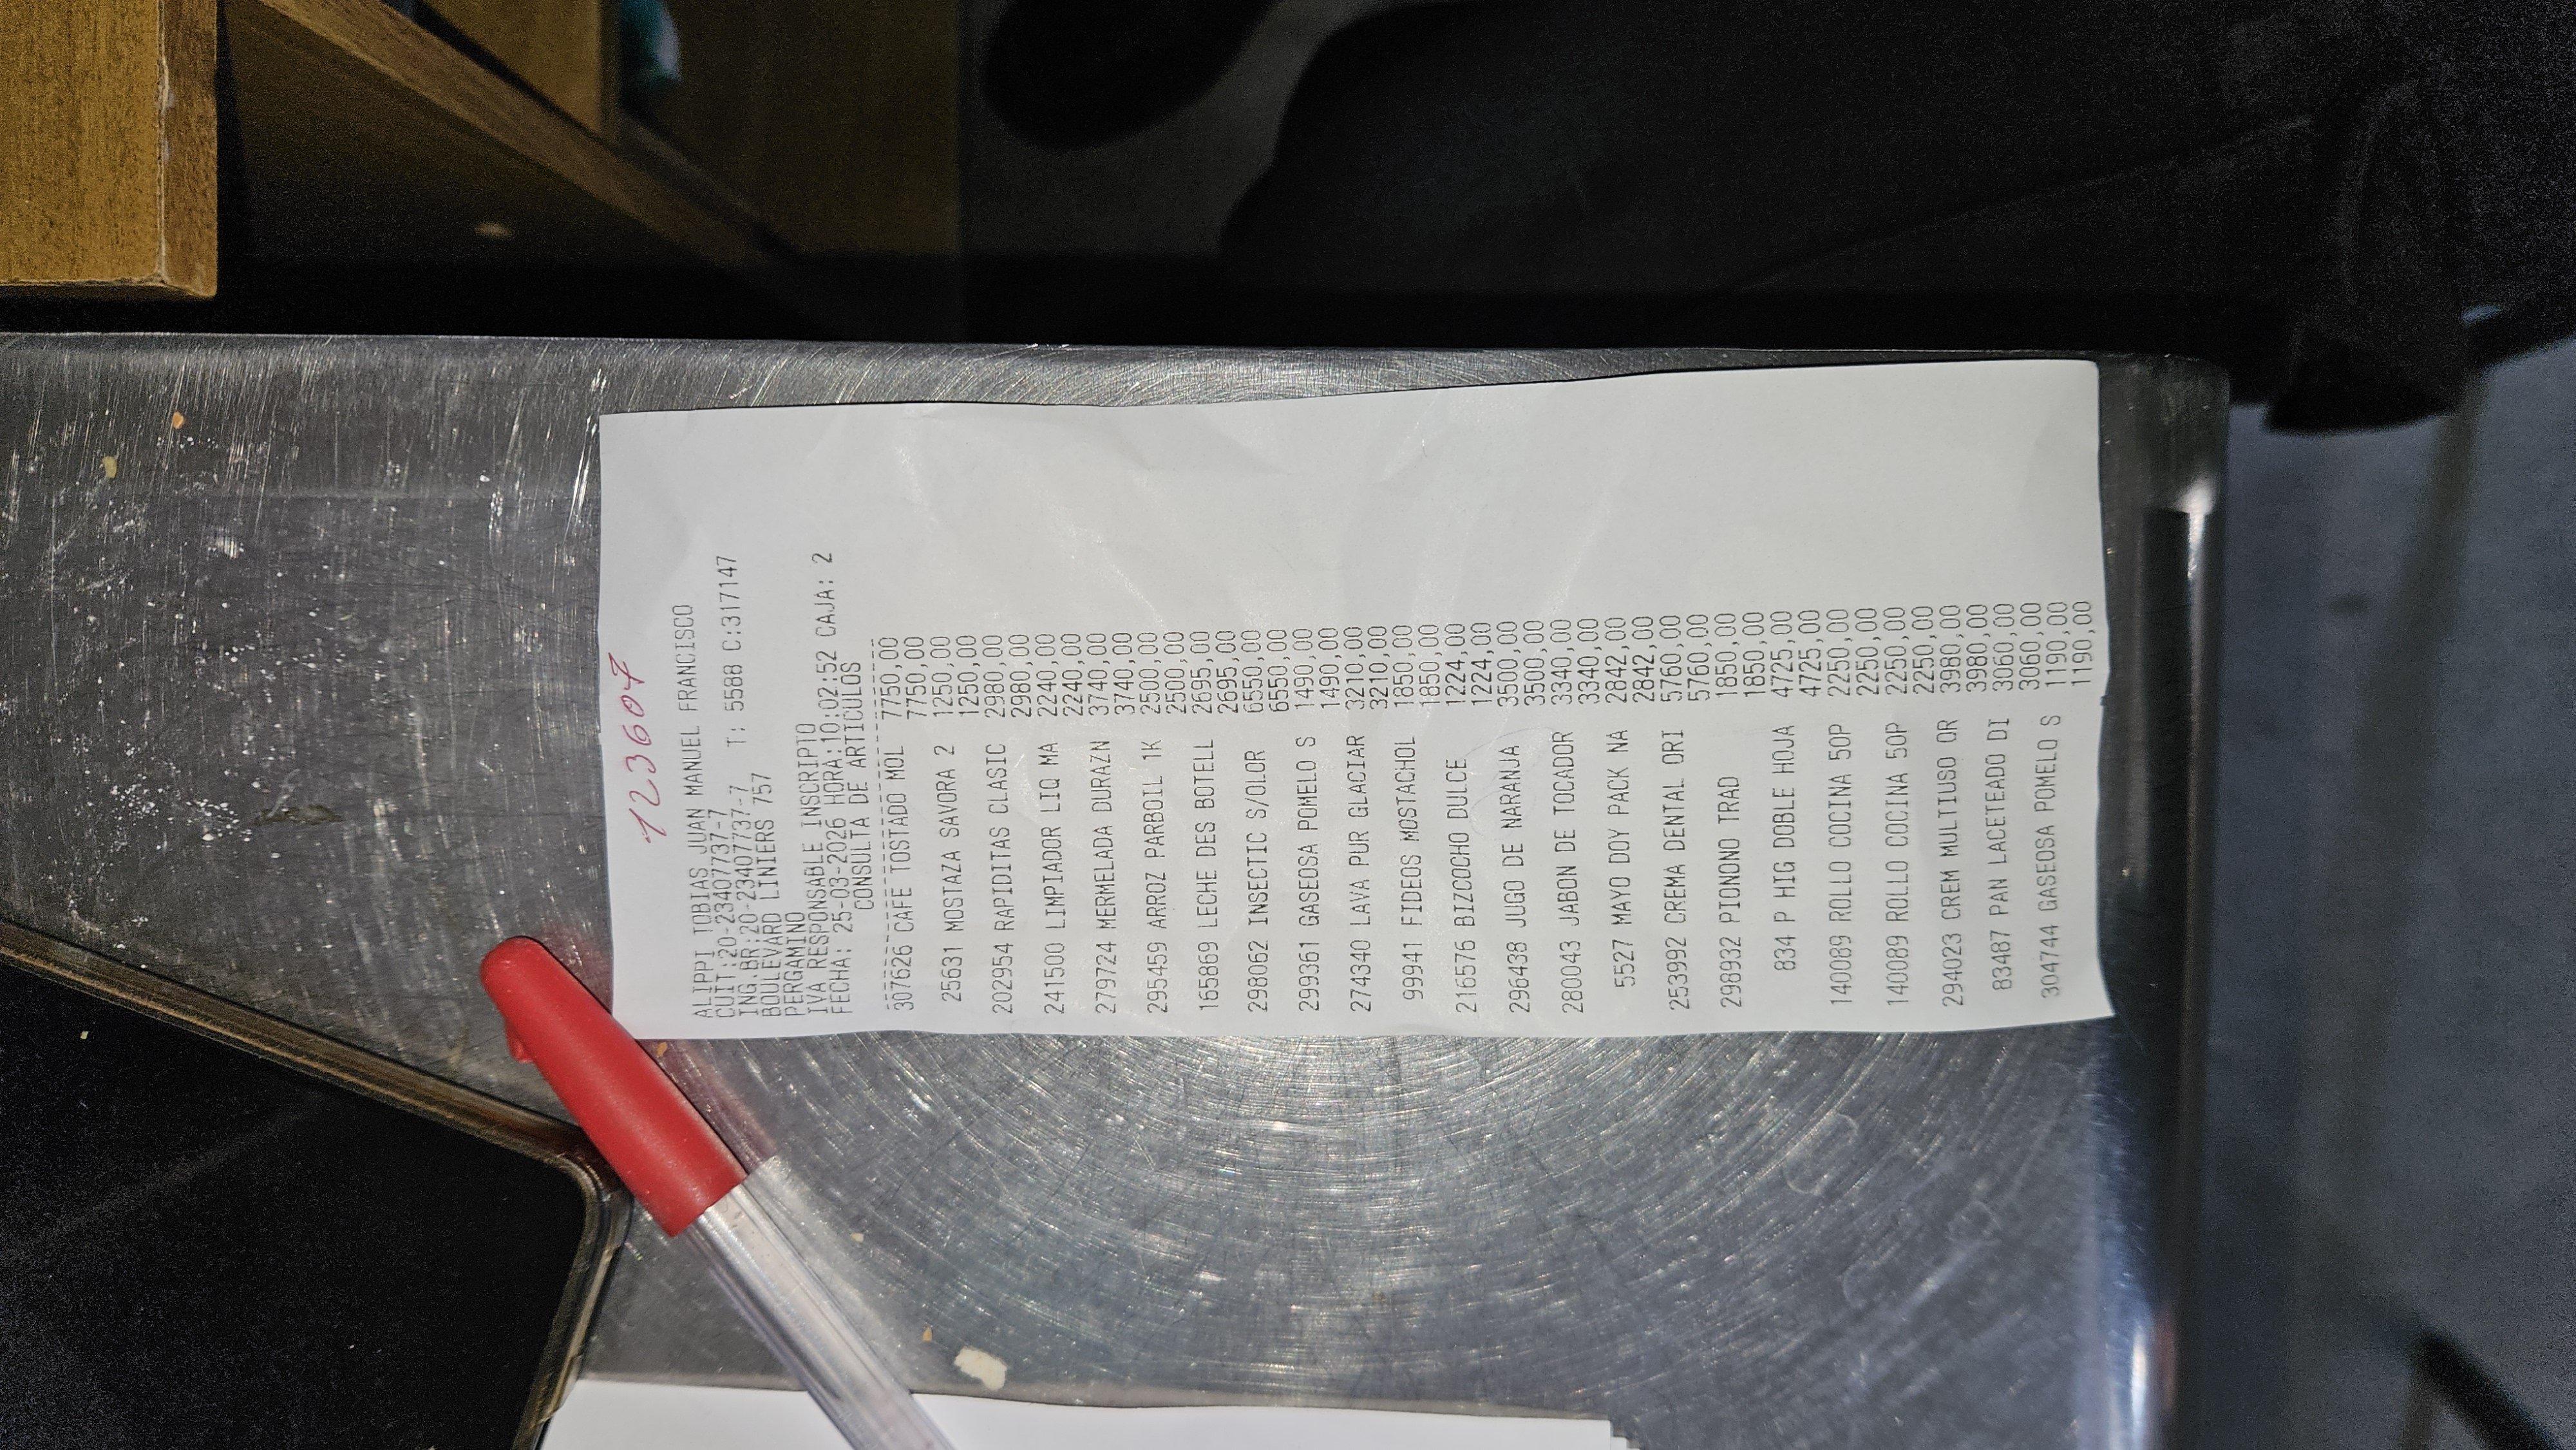 123607
ALIPPI TOBIAS JUAN MANUEL FRANCISCO
CUIT:20-23407737-7
ING.BR:20-23407737-7 T: 5588 C:317147
BOULEVARD LINIERS 757
PERGAMINO
IVA RESPONSABLE INSCRIPTO
FECHA: 25-03-2026 HORA:10:02:52 CAJA: 2
CONSULTA DE ARTICULOS
307626 CAFE TOSTADO MOL 7750,00
7750,00
25631 MOSTAZA SAVORA 2 1250,00
1250,00
202954 RAPIDITAS CLASIC 2980,00
2980,00
241500 LIMPIADOR LIQ MA 2240,00
2240,00
279724 MERMELADA DURAZN 3740,00
3740,00
295459 ARROZ PARBOIL 1K 2500,00
2500,00
165869 LECHE DES BOTELL 2695,00
2695,00
298062 INSECTIC S/OLOR 6550,00
6550,00
299361 GASEOSA POMELO S 1490,00
1490,00
274340 LAVA PUR GLACIAR 3210,00
3210,00
99941 FIDEOS MOSTACHOL 1850,00
1850,00
216576 BIZCOCHO DULCE 1224,00
1224,00
296438 JUGO DE NARANJA 3500,00
3500,00
280043 JABON DE TOCADOR 3340,00
3340,00
5527 MAYO DOY PACK NA 2842,00
2842,00
253992 CREMA DENTAL ORI 5760,00
5760,00
298932 PIONONO TRAD 1850,00
1850,00
834 P HIG DOBLE HOJA 4725,00
4725,00
140089 ROLLO COCINA 50P 2250,00
2250,00
140089 ROLLO COCINA 50P 2250,00
2250,00
294023 CREM MULTIUSO OR 3980,00
3980,00
83487 PAN LACETEADO DI 3060,00
3060,00
304744 GASEOSA POMELO S 1190,00
1190,00